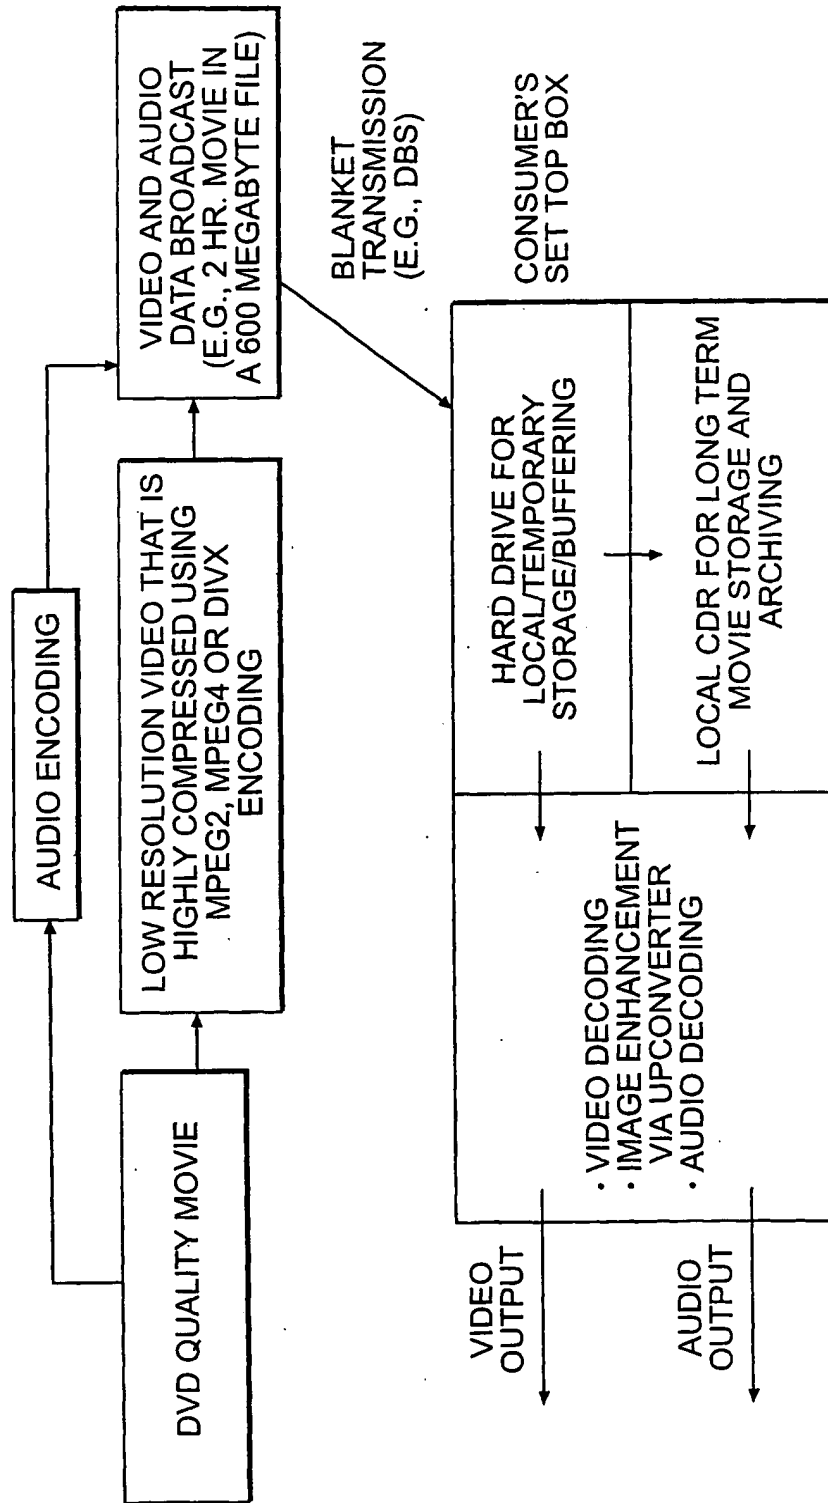 AUDIO ENCODING
DVD QUALITY MOVIE
LOW RESOLUTION VIDEO THAT IS
HIGHLY COMPRESSED USING
MPEG2, MPEG4 OR DIVX
ENCODING
VIDEO AND AUDIO
DATA BROADCAST
(E.G., 2 HR. MOVIE IN
A 600 MEGABYTE FILE)
BLANKET
TRANSMISSION
(E.G., DBS)
CONSUMER'S
SET TOP BOX
HARD DRIVE FOR
LOCAL/TEMPORARY
STORAGE/BUFFERING
LOCAL CDR FOR LONG TERM
MOVIE STORAGE AND
ARCHIVING
· VIDEO DECODING
· IMAGE ENHANCEMENT
VIA UPCONVERTER
· AUDIO DECODING
VIDEO
OUTPUT
AUDIO
OUTPUT